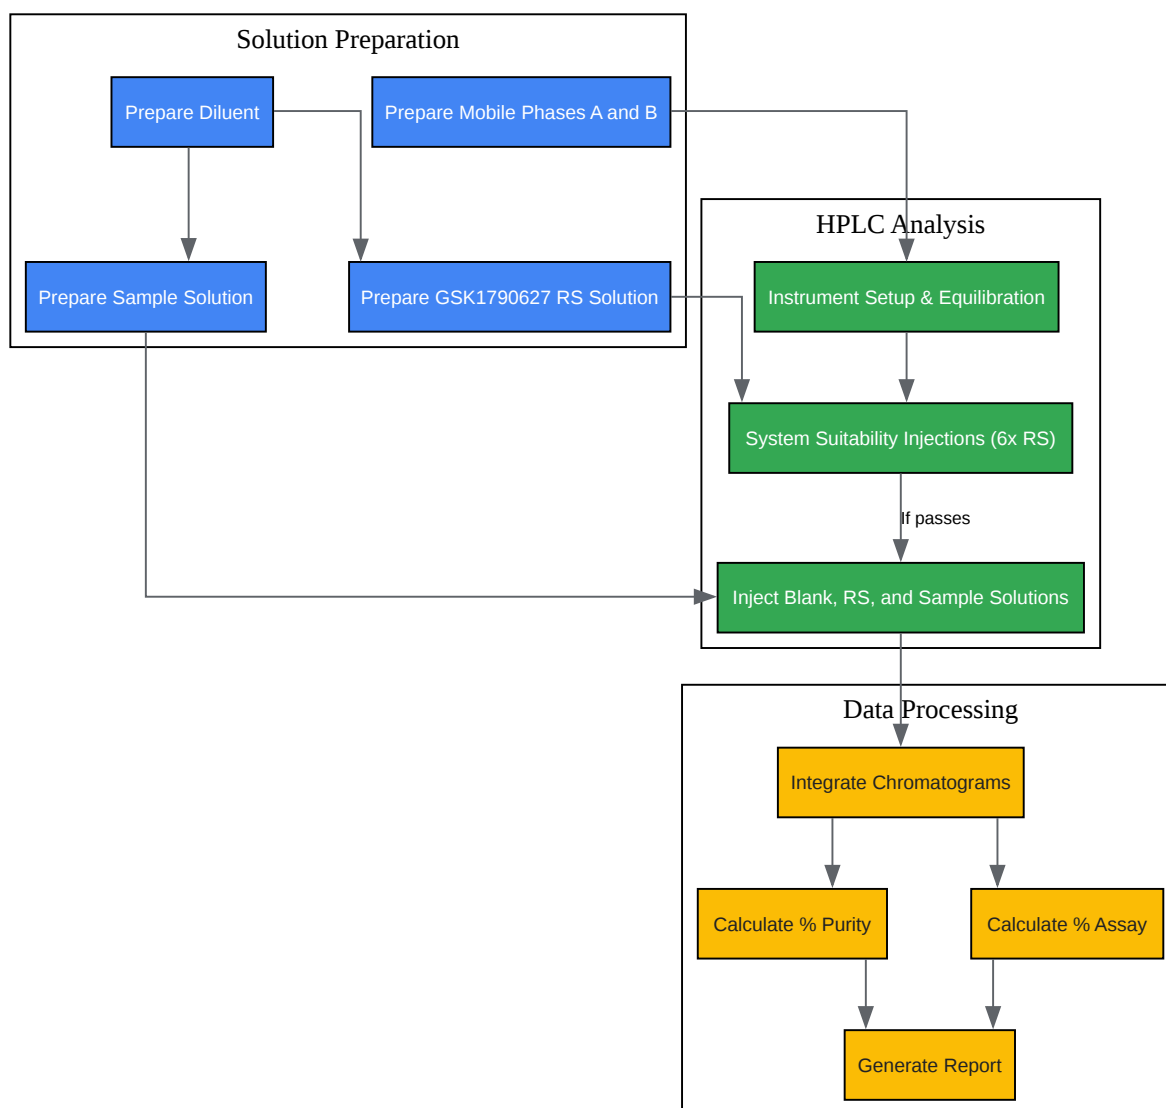 Solution Preparation
Prepare Diluent
Prepare Mobile Phases A and B
Prepare Sample Solution
Prepare GSK1790627 RS Solution
HPLC Analysis
Instrument Setup & Equilibration
System Suitability Injections (6x RS)
If passes
Inject Blank, RS, and Sample Solutions
Data Processing
Integrate Chromatograms
Calculate % Purity
Calculate % Assay
Generate Report